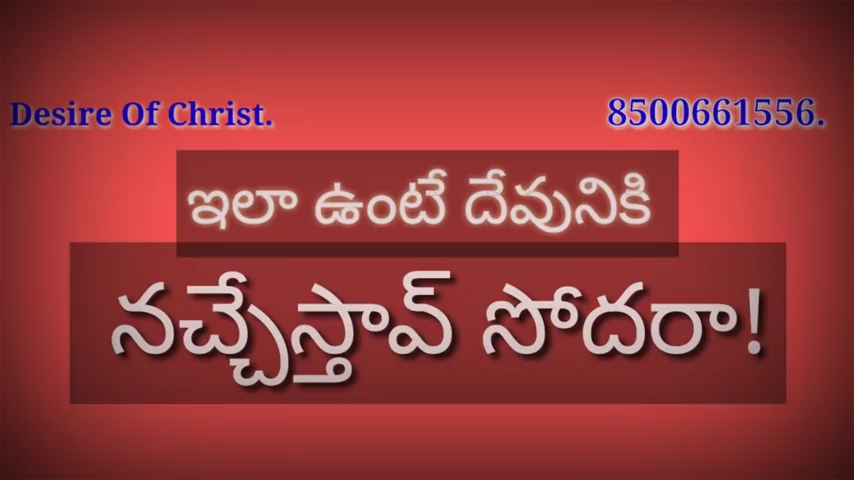 Desire Of Christ. 8500661556.
ఇలా ఉంటే దేవునికి
నచ్చేస్తావ్ సోదరా!